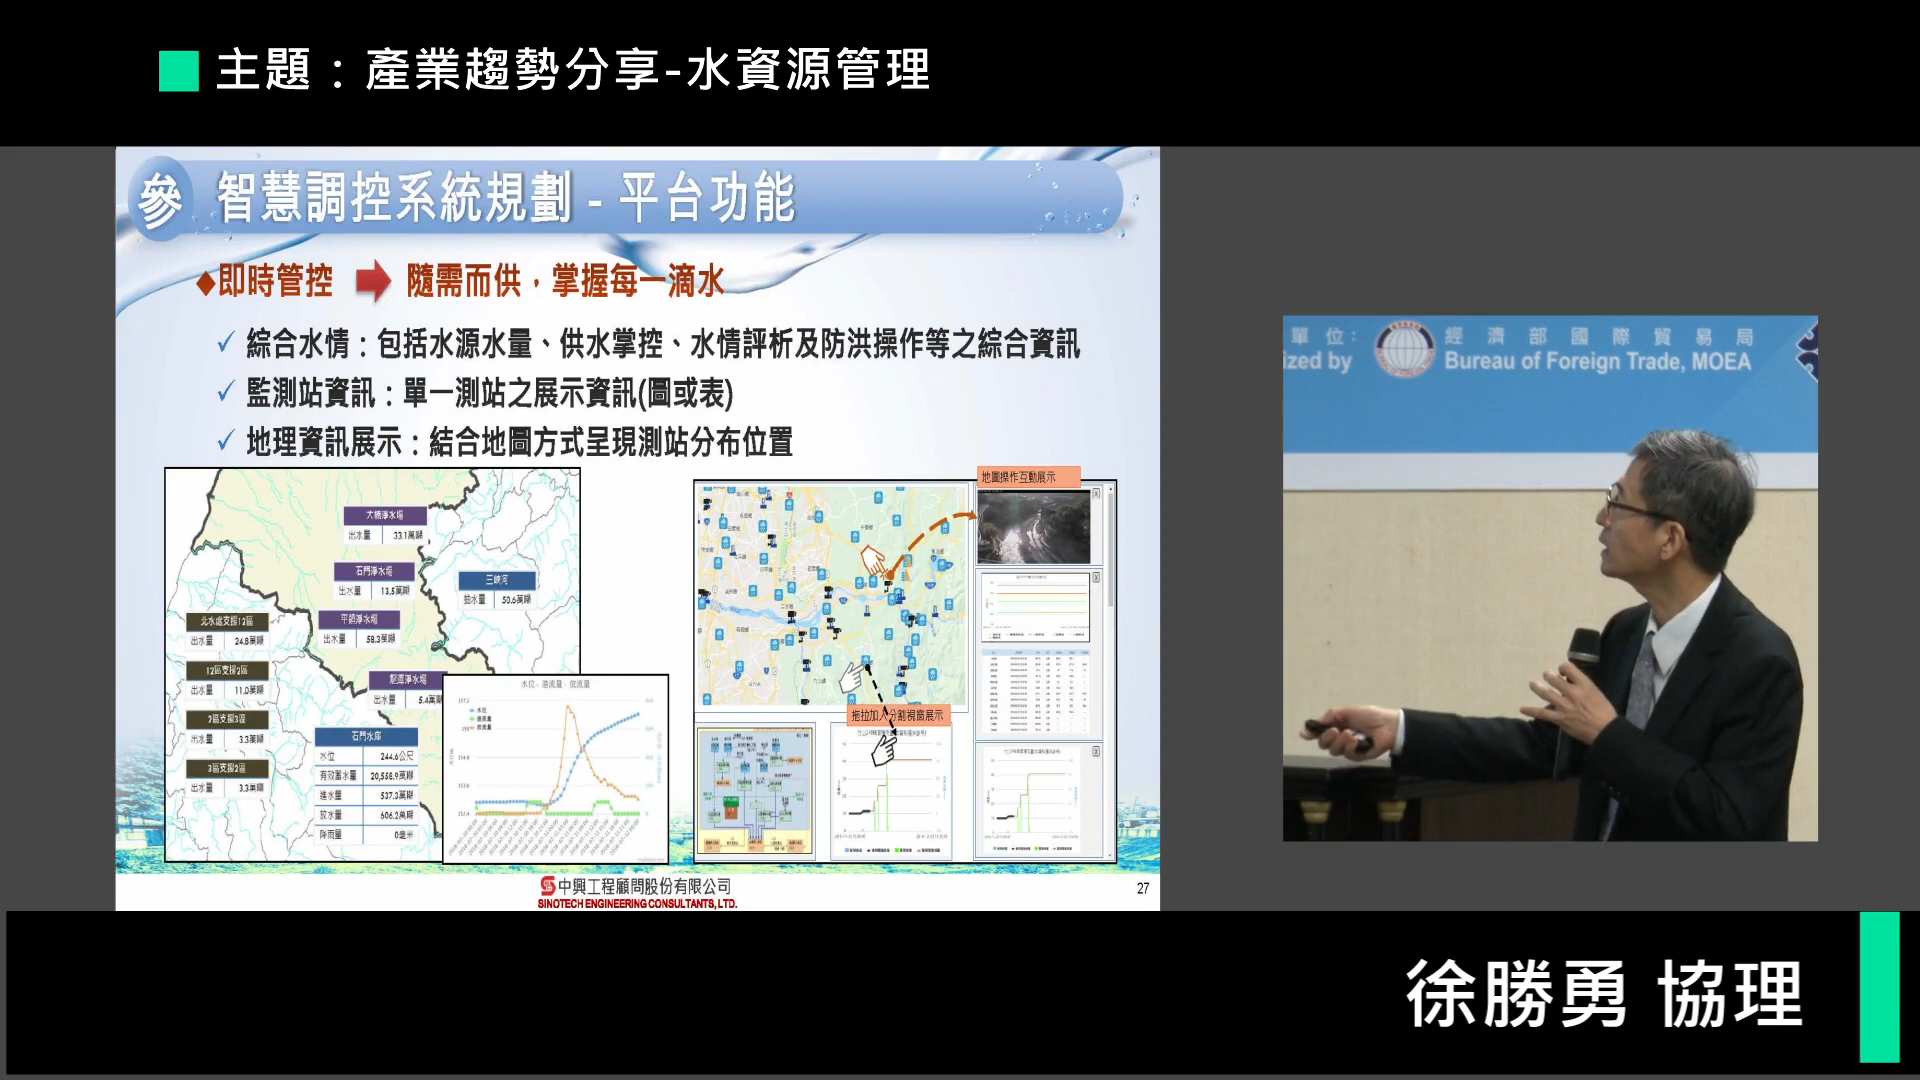 主題：產業趨勢分享-水資源管理
參 智慧調控系統規劃 - 平台功能
◆即時管控 隨需而供，掌握每一滴水
✓ 綜合水情：包括水源水量、供水掌控、水情評析及防洪操作等之綜合資訊
✓ 監測站資訊：單一測站之展示資訊(圖或表)
✓ 地理資訊展示：結合地圖方式呈現測站分布位置
大湳淨水場
出水量 33.1萬噸
石門淨水場
出水量 13.5萬噸
三峽河
抽水量 50.6萬噸
平鎮淨水場
出水量 58.3萬噸
北水處支援12區
出水量 24.8萬噸
12區支援2區
出水量 11.0萬噸
龍潭淨水場
出水量 5.4萬噸
2區支援3區
出水量 3.3萬噸
3區支援2區
出水量 3.3萬噸
石門水庫
水位 244.6公尺
有效蓄水量 20,558.9萬噸
進水量 537.3萬噸
放水量 606.2萬噸
降雨量 0毫米
水位、進流量、放流量
水位
進流量
放流量
地圖操作互動展示
拖拉加入分割視窗展示
中興工程顧問股份有限公司
SINOTECH ENGINEERING CONSULTANTS, LTD.
27
單位：
經濟部國際貿易局
ized by
Bureau of Foreign Trade, MOEA
徐勝勇 協理